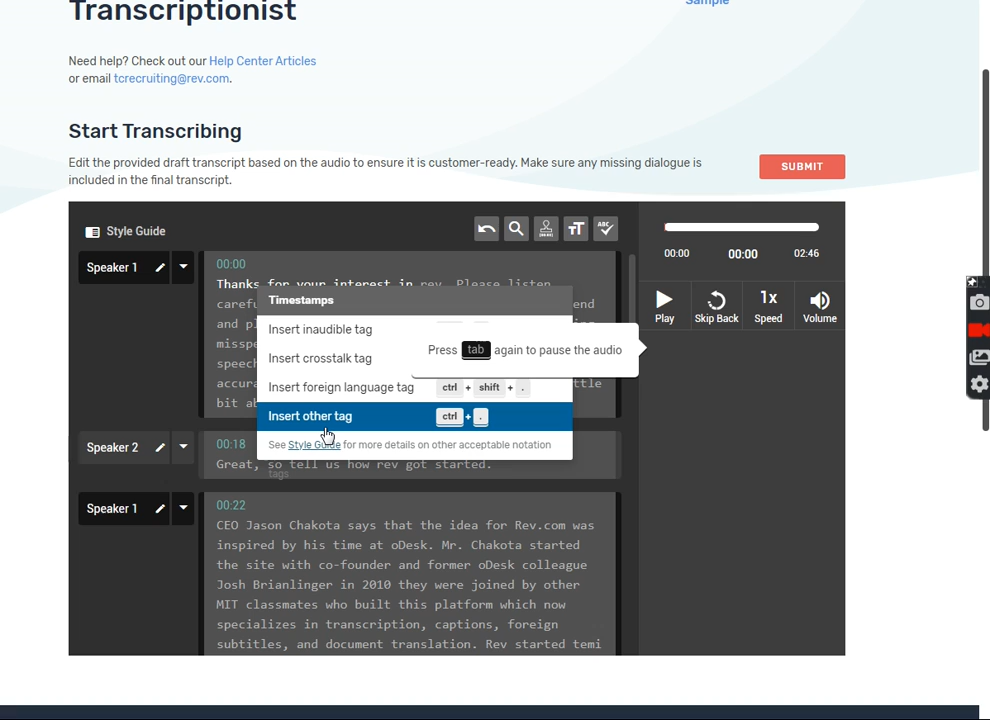 Transcriptionist
Sample
Need help? Check out our Help Center Articles
or email tcrecruiting@rev.com.
Start Transcribing
Edit the provided draft transcript based on the audio to ensure it is customer-ready. Make sure any missing dialogue is
included in the final transcript.
SUBMIT
Style Guide
ABC
00:00 00:00 02:46
Play Skip Back 1x Speed Volume
Speaker 1
00:00
Thanks for your interest in rev. Please listen
end
and
missp
speech
accura ttle
bit
Timestamps
Insert inaudible tag
Insert crosstalk tag
Insert foreign language tag ctrl + shift + .
Insert other tag ctrl + .
See Style Guide for more details on other acceptable notation
tags
Press tab again to pause the audio
Speaker 2
00:18
Great, so tell us how rev got started.
Speaker 1
00:22
CEO Jason Chakota says that the idea for Rev.com was
inspired by his time at oDesk. Mr. Chakota started
the site with co-founder and former oDesk colleague
Josh Brianlinger in 2010 they were joined by other
MIT classmates who built this platform which now
specializes in transcription, captions, foreign
subtitles, and document translation. Rev started temi